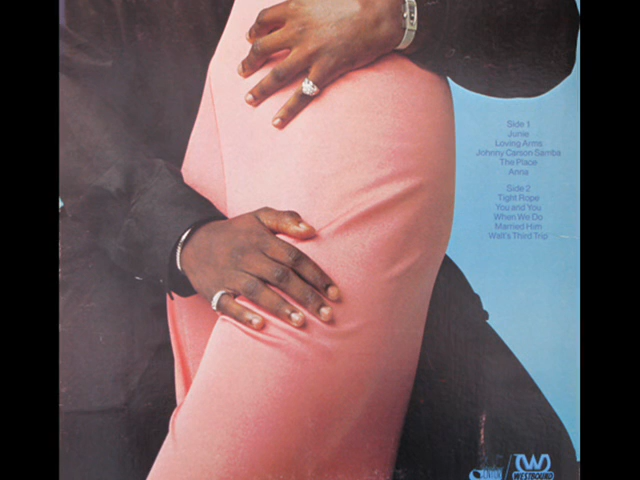 Side 1
Junie
Loving Arms
Johnny Carson Samba
The Place
Anna
Side 2
Tight Rope
You and You
When We Do
Married Him
Walt's Third Trip
WESTBOUND